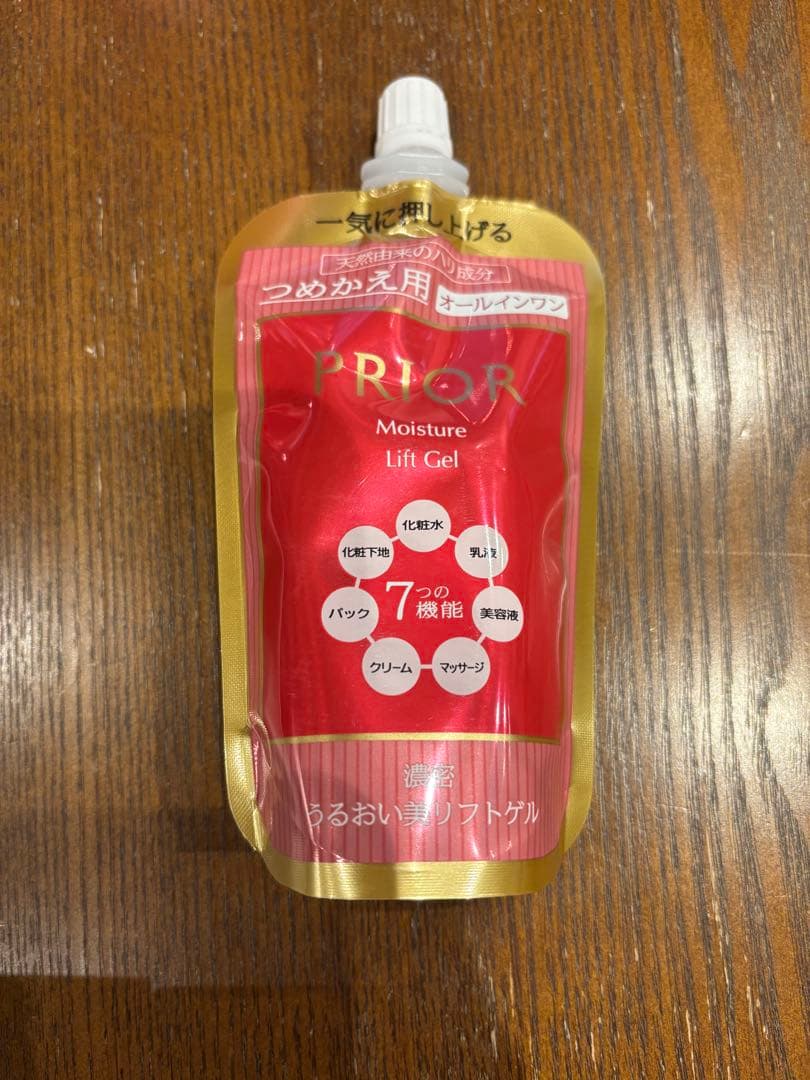 一気に押し上げる
天然由来のハリ成分
つめかえ用 オールインワン
PRIOR
Moisture
Lift Gel
化粧水
化粧下地 乳液
パック 7つの機能 美容液
クリーム マッサージ
濃密
うるおい美リフトゲル